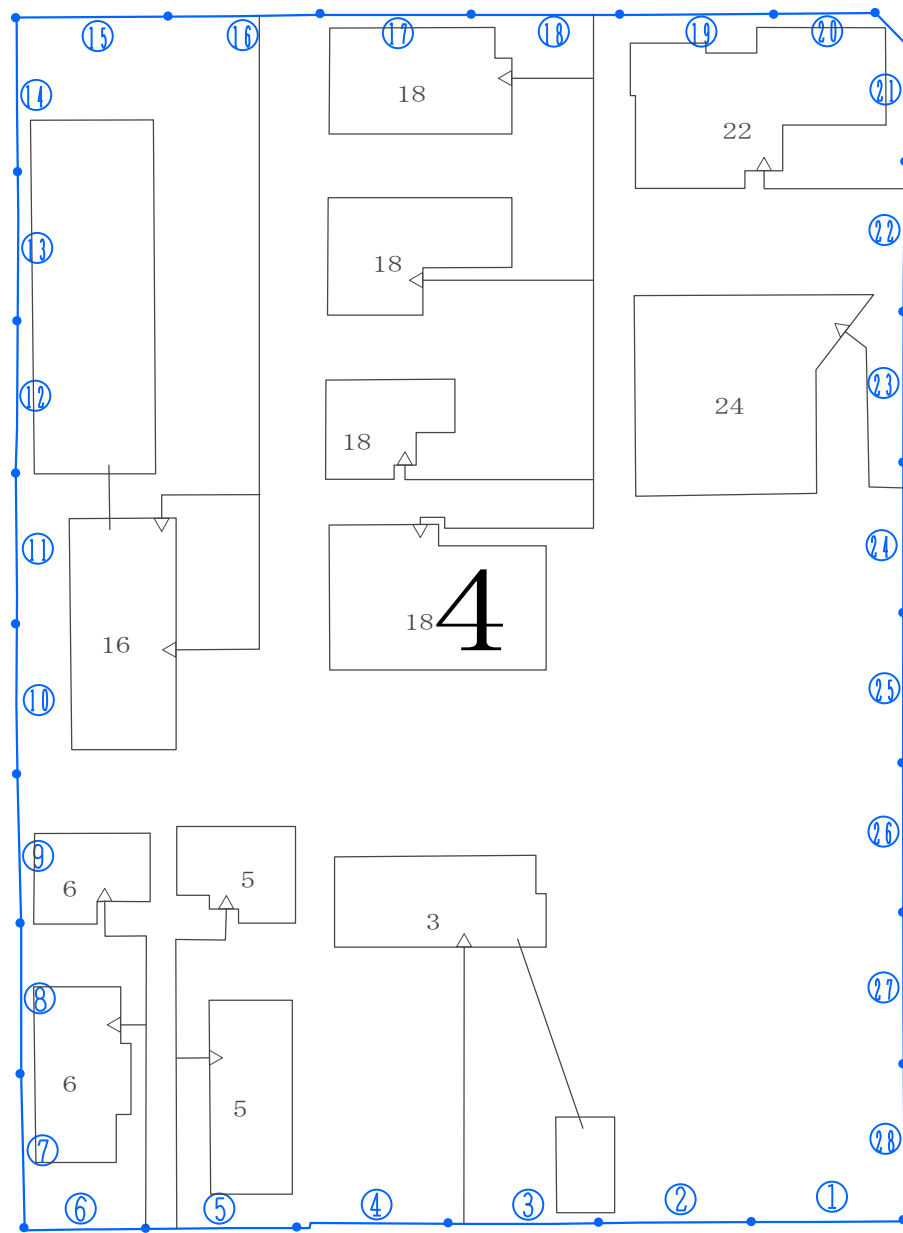 ⑮ ⑯ ⑰ ⑱ ⑲ ⑳
⑭ 18 ㉑
22
⑬ 18 ㉒
⑫ 18 24 ㉓
⑪ ㉔
16 18 4
⑩ ㉕
⑨ 6 5 3 ㉖
⑧ ㉗
6 5
⑦ ㉘
⑥ ⑤ ④ ③ ② ①